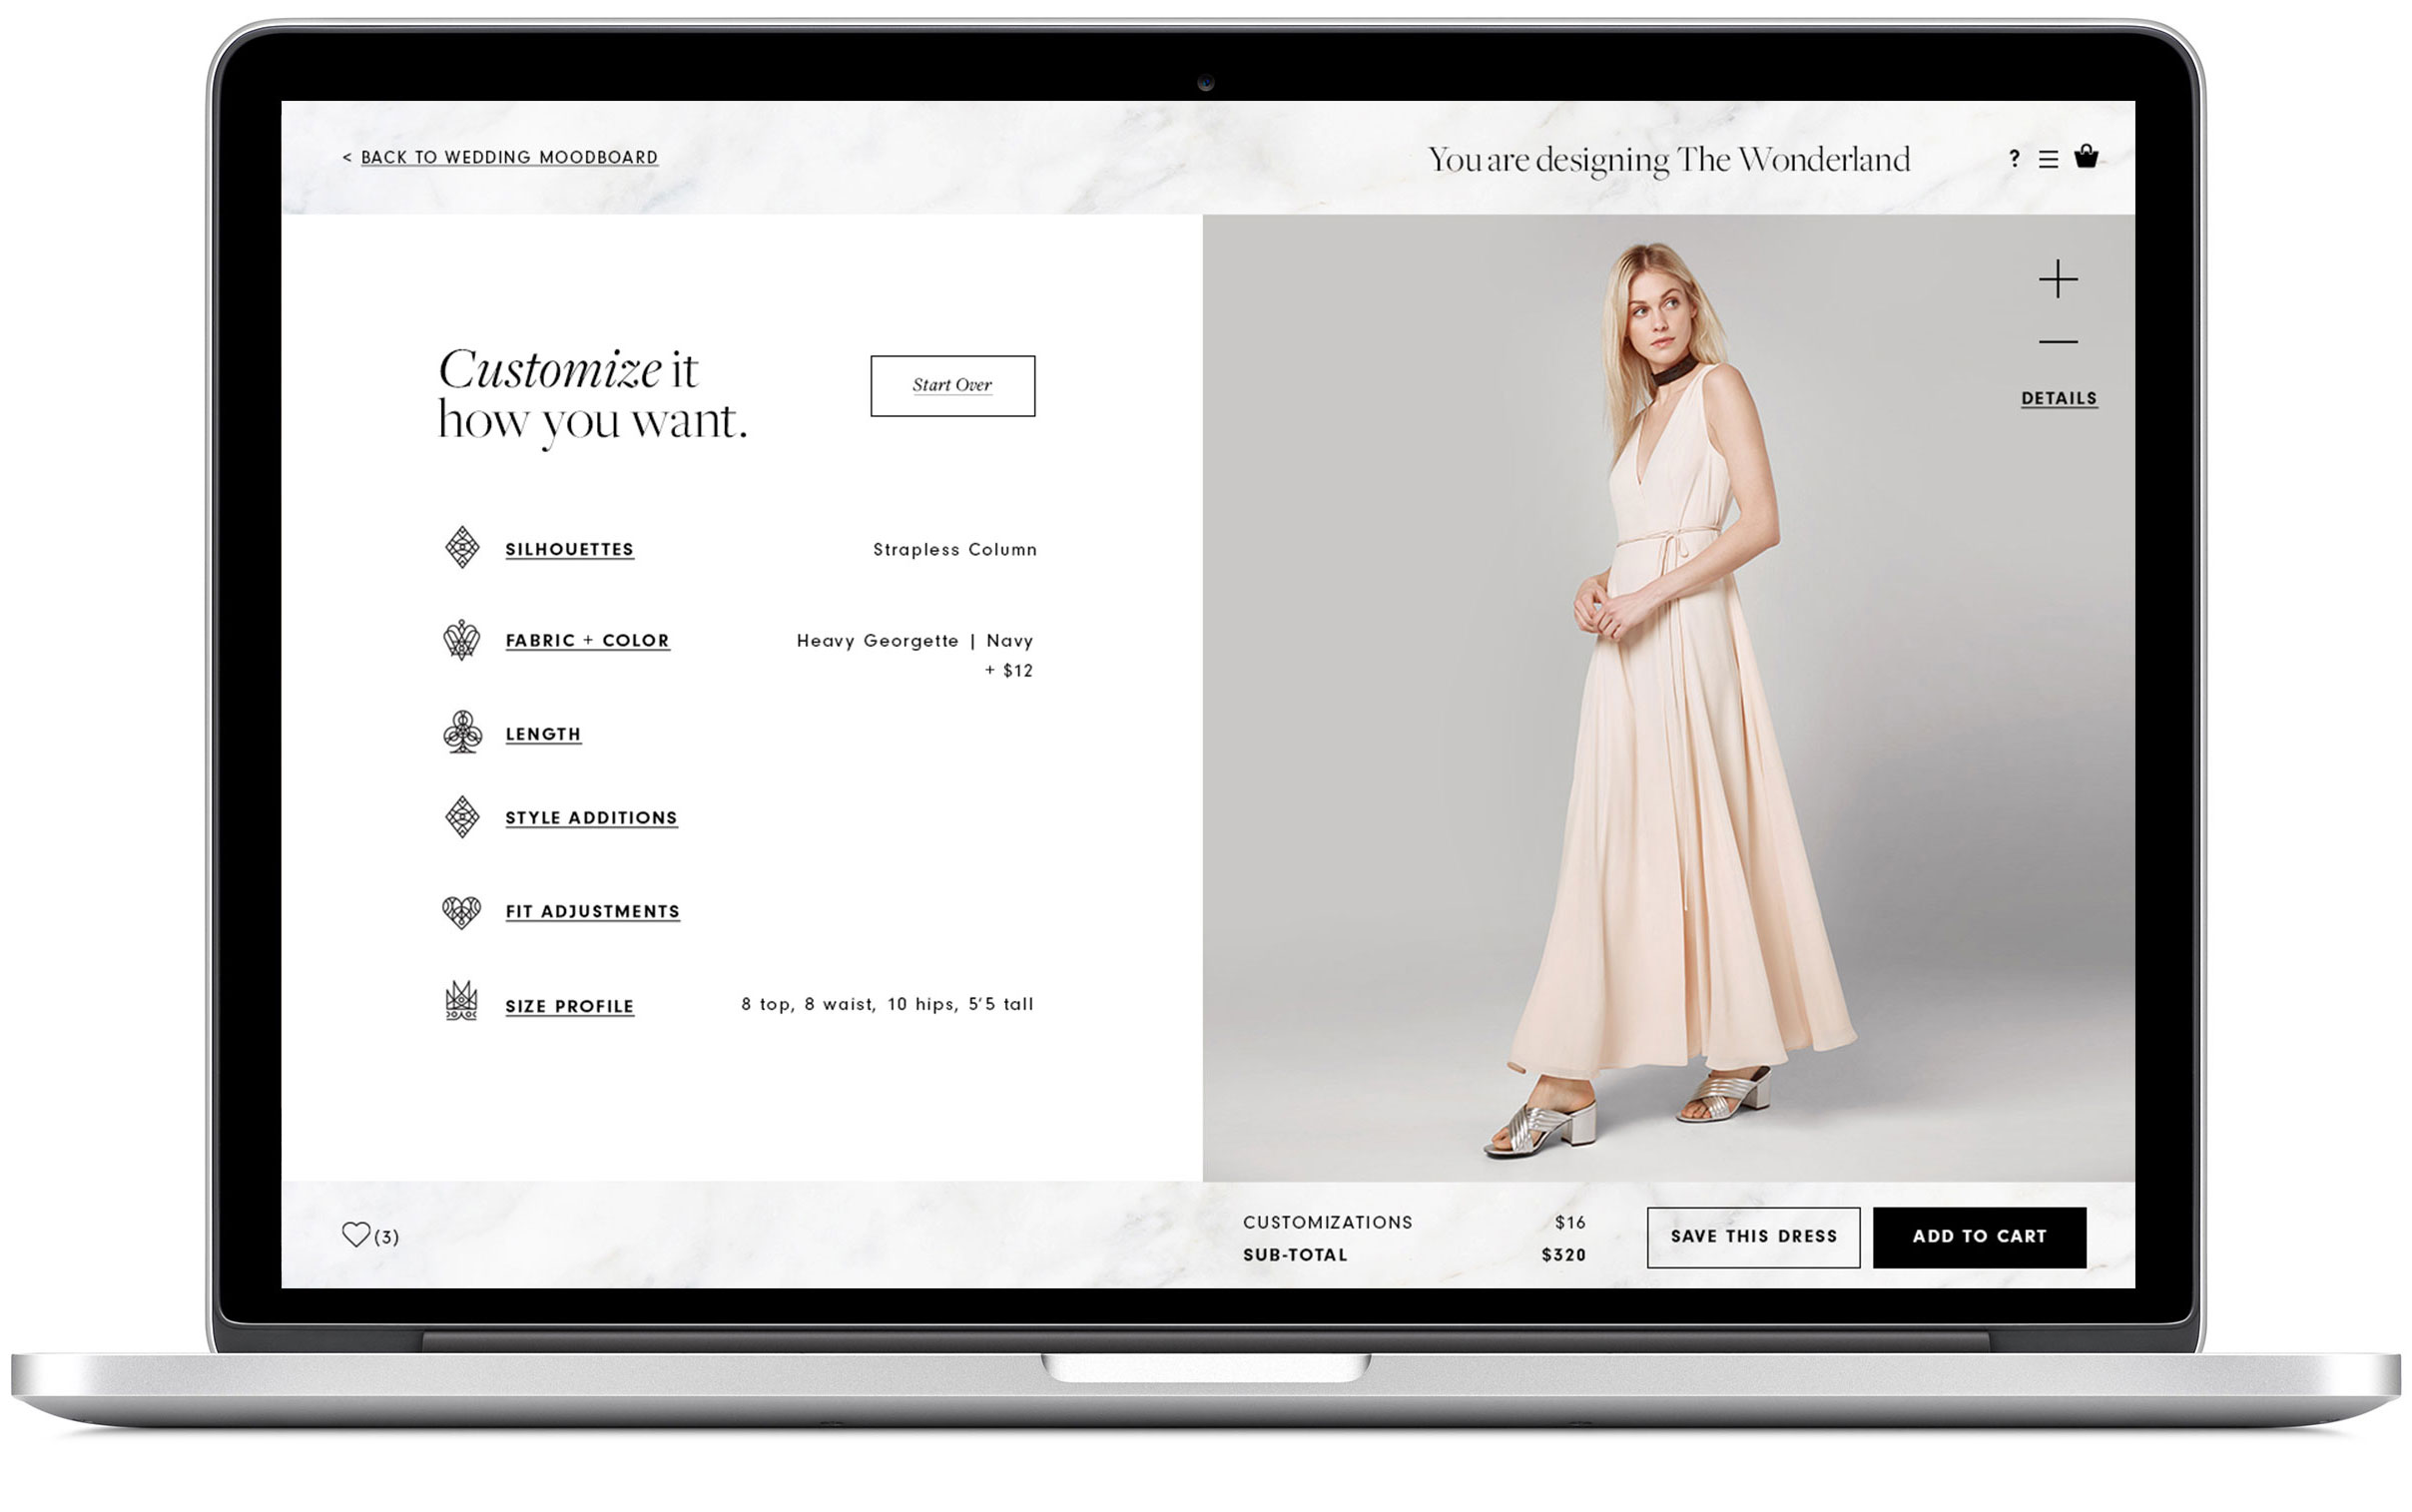 < BACK TO WEDDING MOODBOARD
You are designing The Wonderland
?
Customize it
how you want.
Start Over
DETAILS
SILHOUETTES
Strapless Column
FABRIC + COLOR
Heavy Georgette | Navy
+ $12
LENGTH
STYLE ADDITIONS
FIT ADJUSTMENTS
SIZE PROFILE
8 top, 8 waist, 10 hips, 5'5 tall
(3)
CUSTOMIZATIONS $16
SUB-TOTAL $320
SAVE THIS DRESS
ADD TO CART